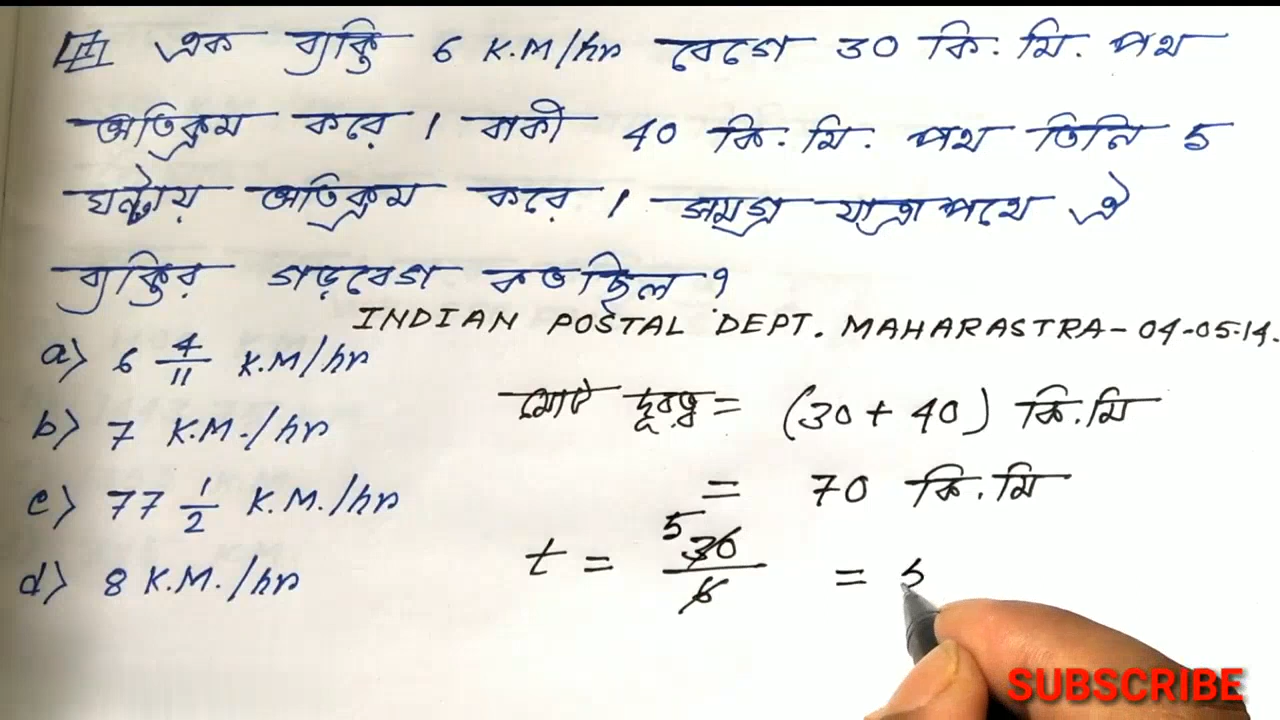 এক ব্যক্তি 6 K.M/hr বেগে 30 কি.মি. পথ
অতিক্রম করে। বাকী 40 কি.মি. পথ তিনি 5
ঘন্টায় অতিক্রম করে। সমগ্র যাত্রাপথে ঐ
ব্যক্তির গড়বেগ কত ছিল?
INDIAN POSTAL DEPT. MAHARASTRA-04-05-14.
a) 6 4/11 K.M/hr
b) 7 K.M./hr
c) 77 1/2 K.M./hr
d) 8 K.M./hr
মোট দূরত্ব = (30 + 40) কি.মি
= 70 কি.মি
t = 30/6 5 = 5
SUBSCRIBE